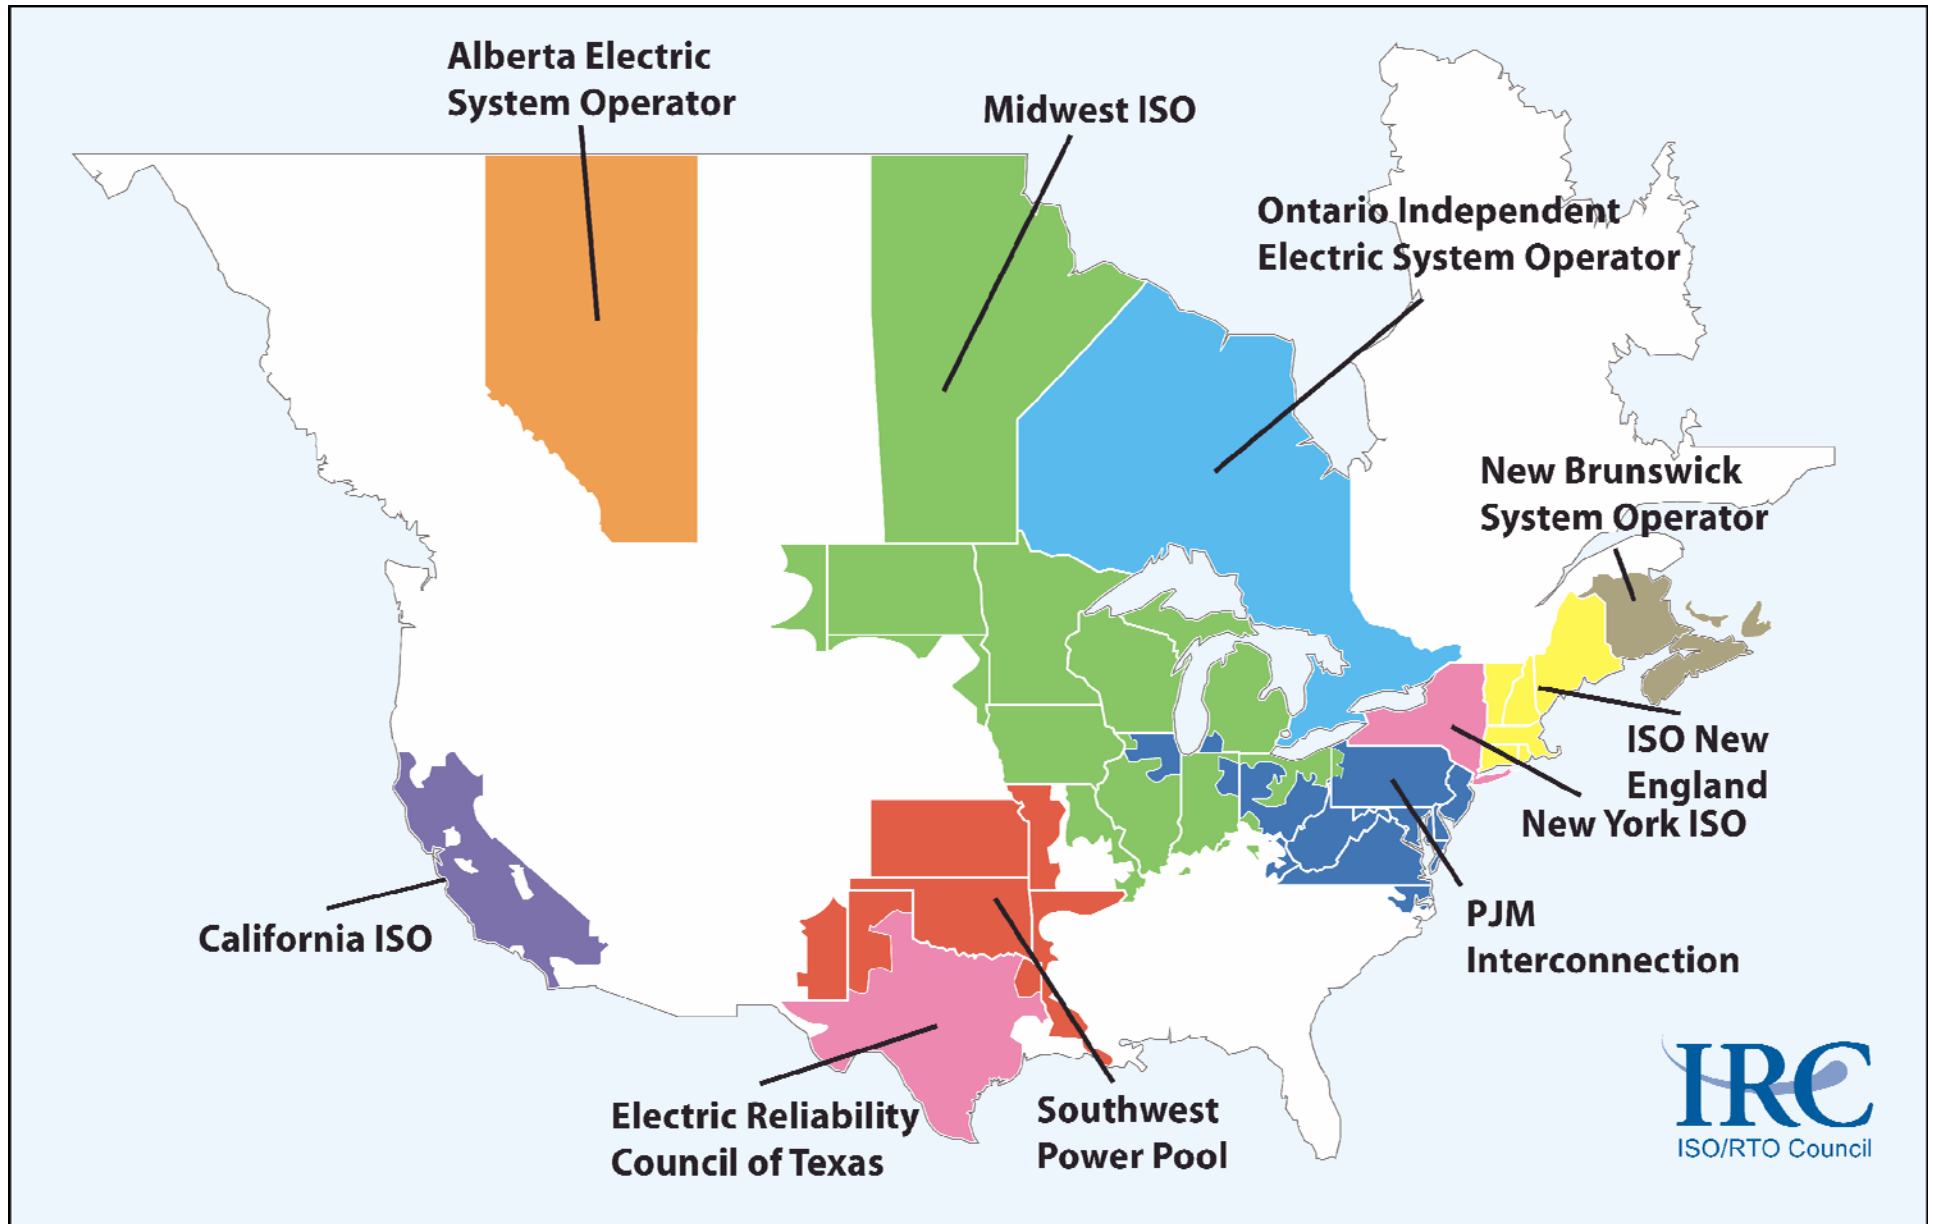 Alberta Electric
System Operator
Midwest ISO
Ontario Independent
Electric System Operator
New Brunswick
System Operator
ISO New
England
New York ISO
California ISO
PJM
Interconnection
Electric Reliability
Council of Texas
Southwest
Power Pool
IRC
ISO/RTO Council